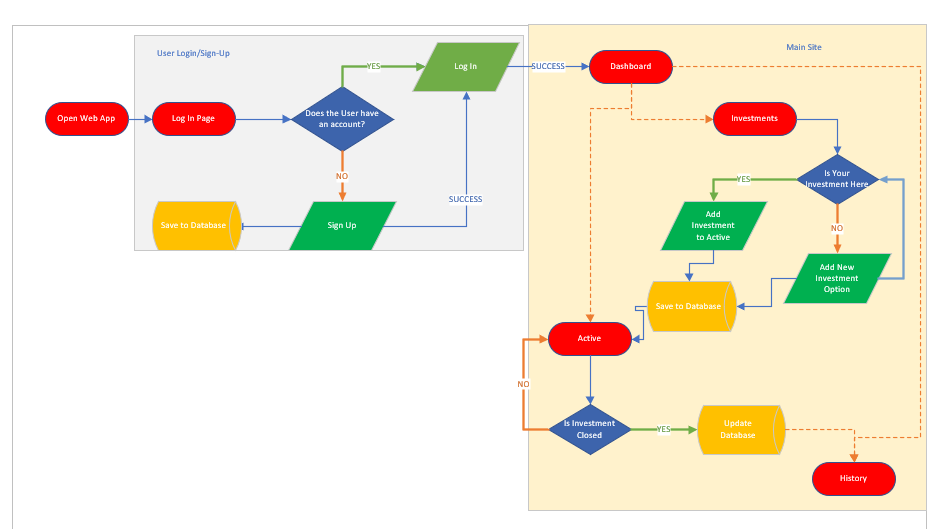 User Login/Sign-Up
Main Site
Log In
YES
SUCCESS
Dashboard
Open Web App
Log In Page
Does the User have
an account?
Investments
NO
SUCCESS
Save to Database
Sign Up
Is Your
Investment Here
YES
NO
Add
Investment
to Active
Add New
Investment
Option
Save to Database
Active
NO
Is Investment
Closed
YES
Update
Database
History